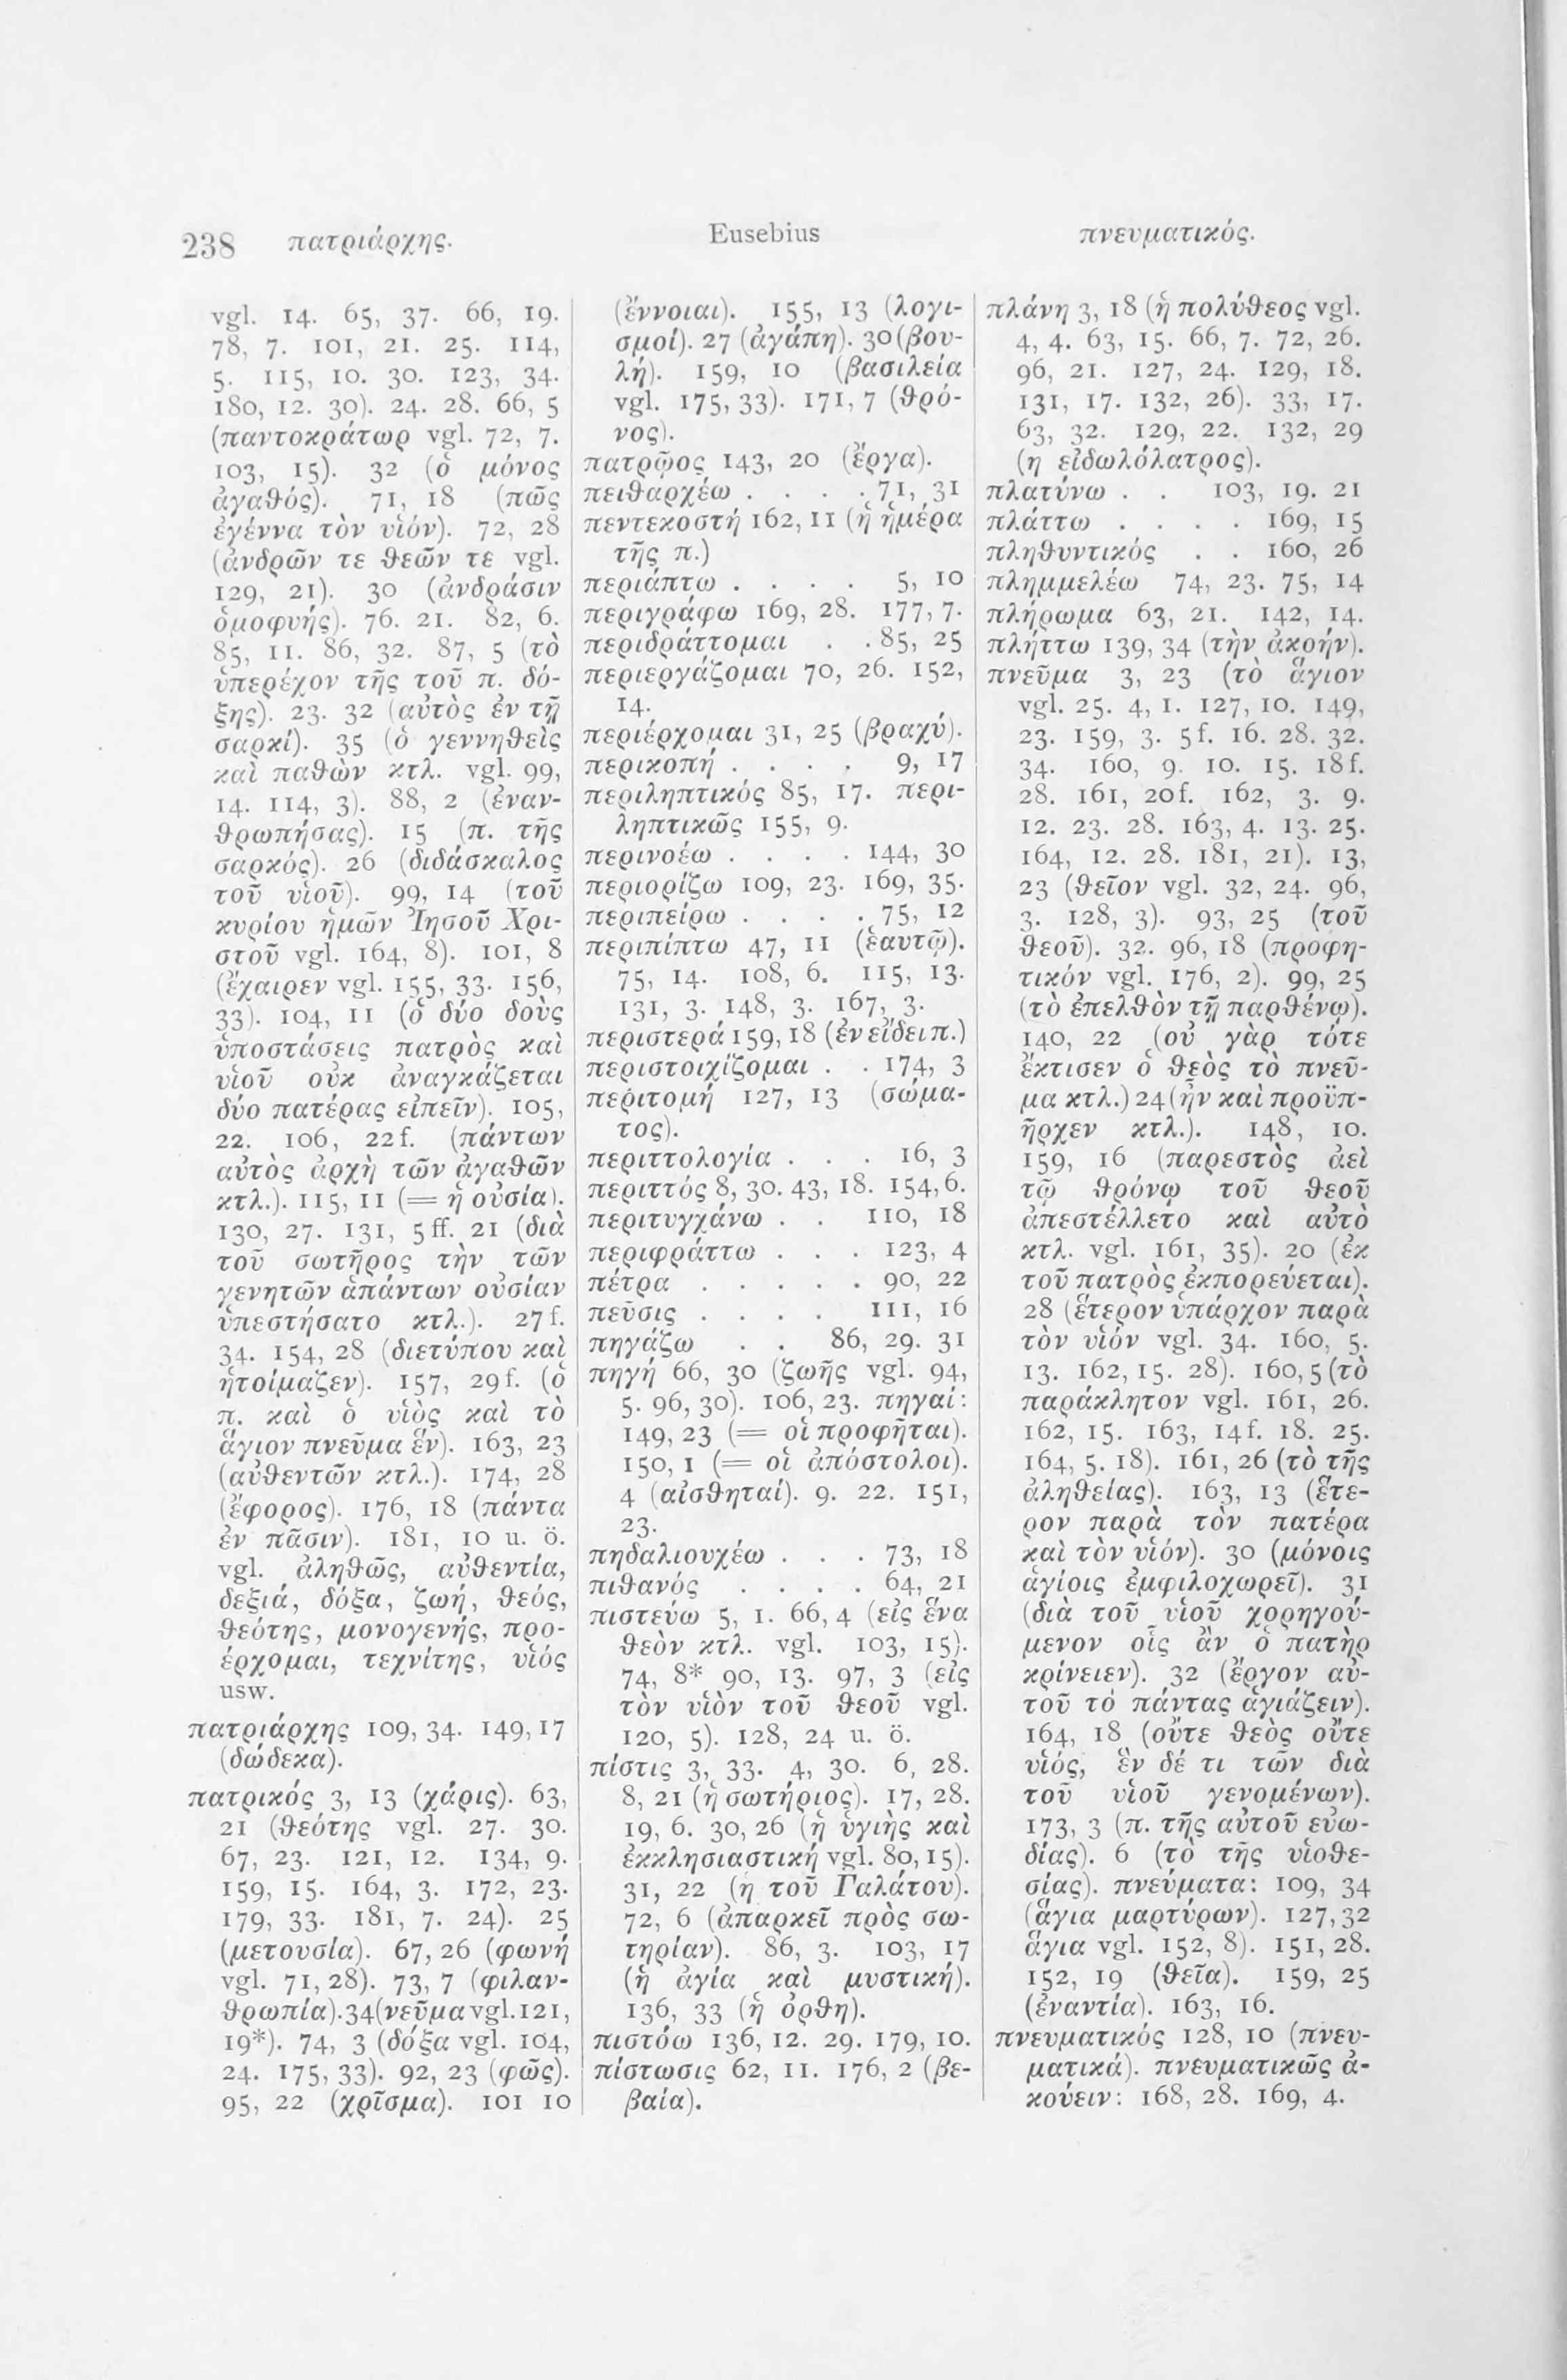 238 πατριάρχης. Eusebius πνευματικός.
vgl. 14. 65, 37. 66, 19.
78, 7. 101, 21. 25. 114,
5. 115, 10. 30. 123, 34.
180, 12. 30). 24. 28. 66, 5
(παντοκράτωρ vgl. 72, 7.
103, 15). 32 (ὁ μόνος
ἀγαθός). 71, 18 (πῶς
ἐγέννα τὸν υἱόν). 72, 28
(ἀνδρῶν τε θεῶν τε vgl.
129, 21). 30 (ἀνδράσιν
ὁμοφυής). 76. 21. 82, 6.
85, 11. 86, 32. 87, 5 (τὸ
ὑπερέχον τῆς τοῦ π. δό-
ξης). 23. 32 (αὐτὸς ἐν τῇ
σαρκί). 35 (ὁ γεννηθεὶς
καὶ παθὼν κτλ. vgl. 99,
14. 114, 3). 88, 2 (ἐναν-
θρωπήσας). 15 (π. τῆς
σαρκός). 26 (διδάσκαλος
τοῦ υἱοῦ). 99, 14 (τοῦ
κυρίου ἡμῶν Ἰησοῦ Χρι-
στοῦ vgl. 164, 8). 101, 8
(ἔχαιρεν vgl. 155, 33. 156,
33). 104, 11 (ὁ δύο δοὺς
ὑποστάσεις πατρὸς καὶ
υἱοῦ οὐκ ἀναγκάζεται
δύο πατέρας εἰπεῖν). 105,
22. 106, 22f. (πάντων
αὐτὸς ἀρχὴ τῶν ἀγαθῶν
κτλ.). 115, 11 (= ἡ οὐσία).
130, 27. 131, 5ff. 21 (διὰ
τοῦ σωτῆρος τὴν τῶν
γενητῶν ἁπάντων οὐσίαν
ὑπεστήσατο κτλ.). 27f.
34. 154, 28 (διετύπου καὶ
ἡτοίμαζεν). 157, 29f. (ὁ
π. καὶ ὁ υἱὸς καὶ τὸ
ἅγιον πνεῦμα ἕν). 163, 23
(αὐθεντῶν κτλ.). 174, 28
(ἔφορος). 176, 18 (πάντα
ἐν πᾶσιν). 181, 10 u. ö.
vgl. ἀληθῶς, αὐθεντία,
δεξιά, δόξα, ζωή, θεός,
θεότης, μονογενής, προ-
έρχομαι, τεχνίτης, υἱός
usw.
πατριάρχης 109, 34. 149, 17
(δώδεκα).
πατρικός 3, 13 (χάρις). 63,
21 (θεότης vgl. 27. 30.
67, 23. 121, 12. 134, 9.
159, 15. 164, 3. 172, 23.
179, 33. 181, 7. 24). 25
(μετουσία). 67, 26 (φωνή
vgl. 71, 28). 73, 7 (φιλαν-
θρωπία). 34 (νεῦμα vgl. 121,
19*). 74, 3 (δόξα vgl. 104,
24. 175, 33). 92, 23 (φῶς).
95, 22 (χρῖσμα). 101 10
(ἔννοιαι). 155, 13 (λογι-
σμοί). 27 (ἀγάπη). 30 (βου-
λή). 159, 10 (βασιλεία
vgl. 175, 33). 171, 7 (θρό-
νος).
πατρῷος 143, 20 (ἔργα).
πειθαρχέω . . . . 71, 31
πεντεκοστή 162, 11 (ἡ ἡμέρα
τῆς π.)
περιάπτω . . . . 5, 10
περιγράφω 169, 28. 177, 7.
περιδράττομαι . . 85, 25
περιεργάζομαι 70, 26. 152,
14.
περιέρχομαι 31, 25 (βραχύ).
περικοπή . . . . 9, 17
περιληπτικός 85, 17. περι-
ληπτικῶς 155, 9.
περινοέω . . . . 144, 30
περιορίζω 109, 23. 169, 35.
περιπείρω . . . . 75, 12
περιπίπτω 47, 11 (ἑαυτῷ).
75, 14. 108, 6. 115, 13.
131, 3. 148, 3. 167, 3.
περιστερά 159, 18 (ἐν εἴδει π.)
περιστοιχίζομαι . . 174, 3
περιτομή 127, 13 (σώμα-
τος).
περιττολογία . . . 16, 3
περιττός 8, 30. 43, 18. 154, 6.
περιτυγχάνω . . 110, 18
περιφράττω . . . 123, 4
πέτρα . . . . . 90, 22
πεῦσις . . . . 111, 16
πηγάζω . . 86, 29. 31
πηγή 66, 30 (ζωῆς vgl. 94,
5. 96, 30). 106, 23. πηγαί:
149, 23 (= οἱ προφῆται).
150, 1 (= οἱ ἀπόστολοι).
4 (αἰσθηταί). 9. 22. 151,
23.
πηδαλιουχέω . . . 73, 18
πιθανός . . . . 64, 21
πιστεύω 5, 1. 66, 4 (εἰς ἕνα
θεὸν κτλ. vgl. 103, 15).
74, 8* 90, 13. 97, 3 (εἰς
τὸν υἱὸν τοῦ θεοῦ vgl.
120, 5). 128, 24 u. ö.
πίστις 3, 33. 4, 30. 6, 28.
8, 21 (ἡ σωτήριος). 17, 28.
19, 6. 30, 26 (ἡ ὑγιὴς καὶ
ἐκκλησιαστική vgl. 80, 15).
31, 22 (ἡ τοῦ Γαλάτου).
72, 6 (ἀπαρκεῖ πρὸς σω-
τηρίαν). 86, 3. 103, 17
(ἡ ἁγία καὶ μυστική).
136, 33 (ἡ ὀρθη).
πιστόω 136, 12. 29. 179, 10.
πίστωσις 62, 11. 176, 2 (βε-
βαία).
πλάνη 3, 18 (ἡ πολύθεος vgl.
4, 4. 63, 15. 66, 7. 72, 26.
96, 21. 127, 24. 129, 18.
131, 17. 132, 26). 33, 17.
63, 32. 129, 22. 132, 29
(η εἰδωλόλατρος).
πλατύνω . . 103, 19. 21
πλάττω . . . . 169, 15
πληθυντικός . . 160, 26
πλημμελέω 74, 23. 75, 14
πλήρωμα 63, 21. 142, 14.
πλήττω 139, 34 (τὴν ἀκοήν).
πνεῦμα 3, 23 (τὸ ἅγιον
vgl. 25. 4, 1. 127, 10. 149,
23. 159, 3. 5f. 16. 28. 32.
34. 160, 9. 10. 15. 18f.
28. 161, 20f. 162, 3. 9.
12. 23. 28. 163, 4. 13. 25.
164, 12. 28. 181, 21). 13,
23 (θεῖον vgl. 32, 24. 96,
3. 128, 3). 93, 25 (τοῦ
θεοῦ). 32. 96, 18 (προφη-
τικόν vgl. 176, 2). 99, 25
(τὸ ἐπελθὸν τῇ παρθένῳ).
140, 22 (οὐ γὰρ τότε
ἔκτισεν ὁ θεὸς τὸ πνεῦ-
μα κτλ.) 24 (ἦν καὶ προϋπ-
ῆρχεν κτλ.). 148, 10.
159, 16 (παρεστὸς ἀεὶ
τῷ θρόνῳ τοῦ θεοῦ
ἀπεστέλλετο καὶ αὐτὸ
κτλ. vgl. 161, 35). 20 (ἐκ
τοῦ πατρὸς ἐκπορεύεται).
28 (ἕτερον ὑπάρχον παρὰ
τὸν υἱόν vgl. 34. 160, 5.
13. 162, 15. 28). 160, 5 (τὸ
παράκλητον vgl. 161, 26.
162, 15. 163, 14f. 18. 25.
164, 5. 18). 161, 26 (τὸ τῆς
ἀληθείας). 163, 13 (ἕτε-
ρον παρὰ τὸν πατέρα
καὶ τὸν υἱόν). 30 (μόνοις
ἁγίοις ἐμφιλοχωρεῖ). 31
(διὰ τοῦ υἱοῦ χορηγού-
μενον οἷς ἂν ὁ πατὴρ
κρίνειεν). 32 (ἔργον αὐ-
τοῦ τό πάντας ἁγιάζειν).
164, 18 (οὔτε θεὸς οὔτε
υἱός, ἓν δέ τι τῶν διὰ
τοῦ υἱοῦ γενομένων).
173, 3 (π. τῆς αὐτοῦ εὐω-
δίας). 6 (τὸ τῆς υἱοθε-
σίας). πνεύματα: 109, 34
(ἅγια μαρτύρων). 127, 32
ἅγια vgl. 152, 8). 151, 28.
152, 19 (θεῖα). 159, 25
(ἐναντία). 163, 16.
πνευματικός 128, 10 (πνευ-
ματικά). πνευματικῶς ἀ-
κούειν: 168, 28. 169, 4.